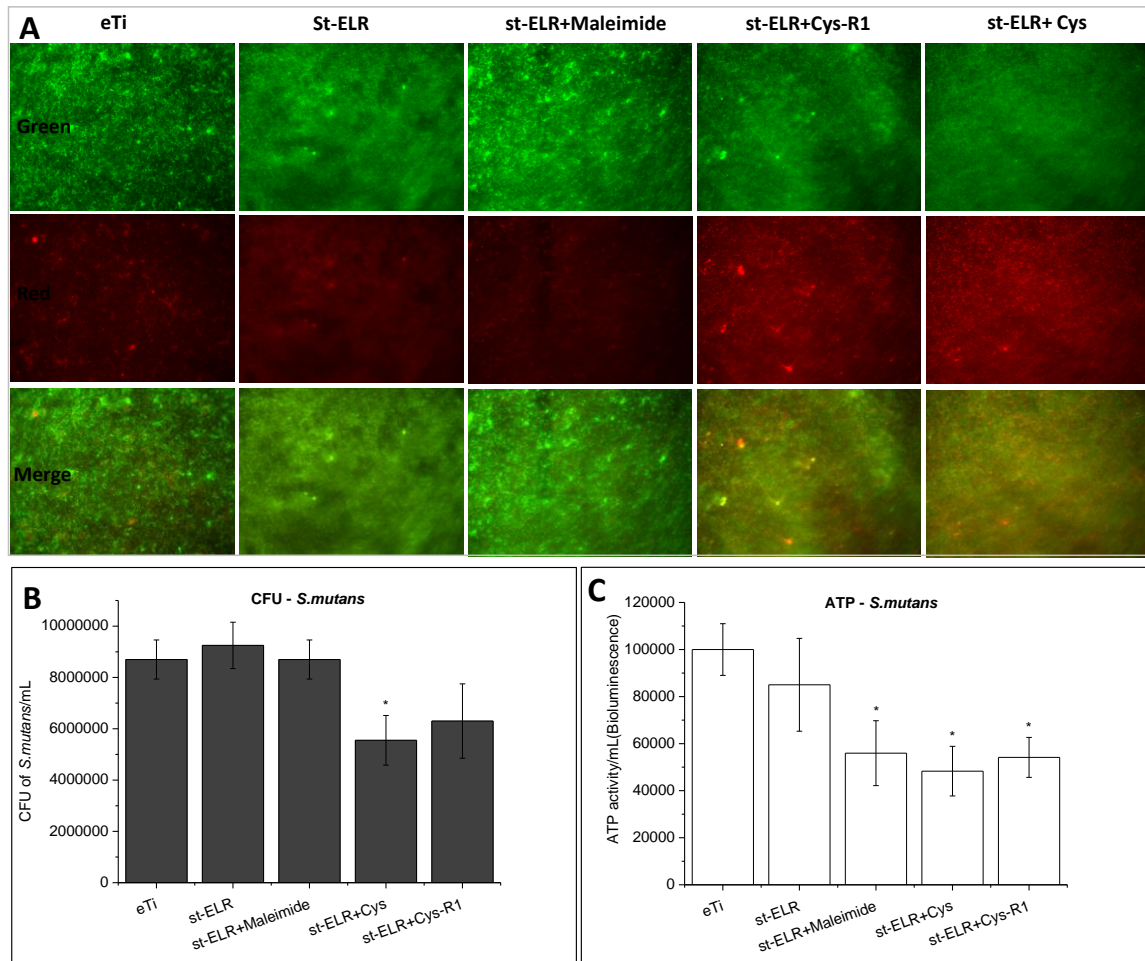 A
eTi
St-ELR
st-ELR+Maleimide
st-ELR+Cys-R1
st-ELR+ Cys
Green
Red
Merge
B
CFU - S.mutans
CFU of S.mutans/mL
10000000
8000000
6000000
4000000
2000000
0
*
eTi
st-ELR
st-ELR+Maleimide
st-ELR+Cys
st-ELR+Cys-R1
C
ATP - S.mutans
ATP activity/mL(Bioluminescence)
120000
100000
80000
60000
40000
20000
0
*
*
*
eTi
st-ELR
st-ELR+Maleimide
st-ELR+Cys
st-ELR+Cys-R1